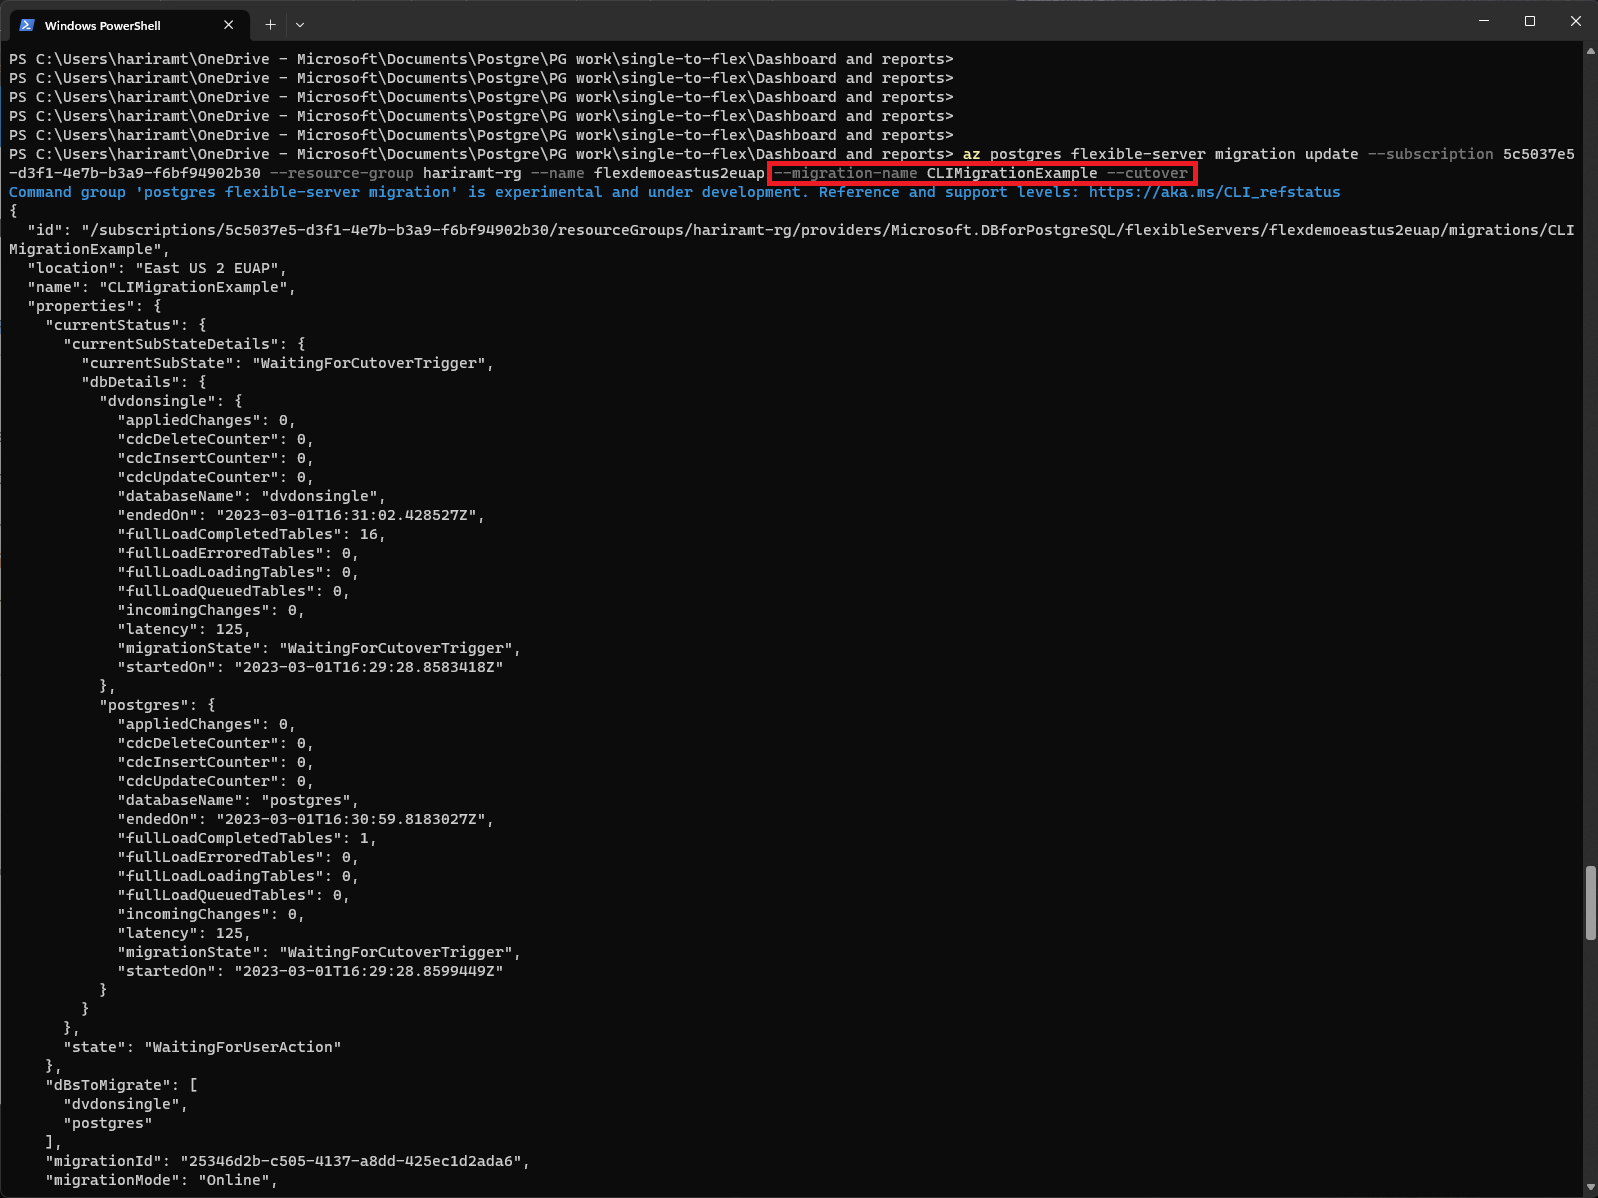 Windows PowerShell
PS C:\Users\hariramt\OneDrive - Microsoft\Documents\Postgre\PG work\single-to-flex\Dashboard and reports>
PS C:\Users\hariramt\OneDrive - Microsoft\Documents\Postgre\PG work\single-to-flex\Dashboard and reports>
PS C:\Users\hariramt\OneDrive - Microsoft\Documents\Postgre\PG work\single-to-flex\Dashboard and reports>
PS C:\Users\hariramt\OneDrive - Microsoft\Documents\Postgre\PG work\single-to-flex\Dashboard and reports>
PS C:\Users\hariramt\OneDrive - Microsoft\Documents\Postgre\PG work\single-to-flex\Dashboard and reports>
PS C:\Users\hariramt\OneDrive - Microsoft\Documents\Postgre\PG work\single-to-flex\Dashboard and reports> az postgres flexible-server migration update --subscription 5c5037e5
-d3f1-4e7b-b3a9-f6bf94902b30 --resource-group hariramt-rg --name flexdemoeastus2euap --migration-name CLIMigrationExample --cutover
Command group 'postgres flexible-server migration' is experimental and under development. Reference and support levels: https://aka.ms/CLI_refstatus
{
  "id": "/subscriptions/5c5037e5-d3f1-4e7b-b3a9-f6bf94902b30/resourceGroups/hariramt-rg/providers/Microsoft.DBforPostgreSQL/flexibleServers/flexdemoeastus2euap/migrations/CLI
MigrationExample",
  "location": "East US 2 EUAP",
  "name": "CLIMigrationExample",
  "properties": {
    "currentStatus": {
      "currentSubStateDetails": {
        "currentSubState": "WaitingForCutoverTrigger",
        "dbDetails": {
          "dvdonsingle": {
            "appliedChanges": 0,
            "cdcDeleteCounter": 0,
            "cdcInsertCounter": 0,
            "cdcUpdateCounter": 0,
            "databaseName": "dvdonsingle",
            "endedOn": "2023-03-01T16:31:02.428527Z",
            "fullLoadCompletedTables": 16,
            "fullLoadErroredTables": 0,
            "fullLoadLoadingTables": 0,
            "fullLoadQueuedTables": 0,
            "incomingChanges": 0,
            "latency": 125,
            "migrationState": "WaitingForCutoverTrigger",
            "startedOn": "2023-03-01T16:29:28.8583418Z"
          },
          "postgres": {
            "appliedChanges": 0,
            "cdcDeleteCounter": 0,
            "cdcInsertCounter": 0,
            "cdcUpdateCounter": 0,
            "databaseName": "postgres",
            "endedOn": "2023-03-01T16:30:59.8183027Z",
            "fullLoadCompletedTables": 1,
            "fullLoadErroredTables": 0,
            "fullLoadLoadingTables": 0,
            "fullLoadQueuedTables": 0,
            "incomingChanges": 0,
            "latency": 125,
            "migrationState": "WaitingForCutoverTrigger",
            "startedOn": "2023-03-01T16:29:28.8599449Z"
          }
        }
      },
      "state": "WaitingForUserAction"
    },
    "dBsToMigrate": [
      "dvdonsingle",
      "postgres"
    ],
    "migrationId": "25346d2b-c505-4137-a8dd-425ec1d2ada6",
    "migrationMode": "Online",